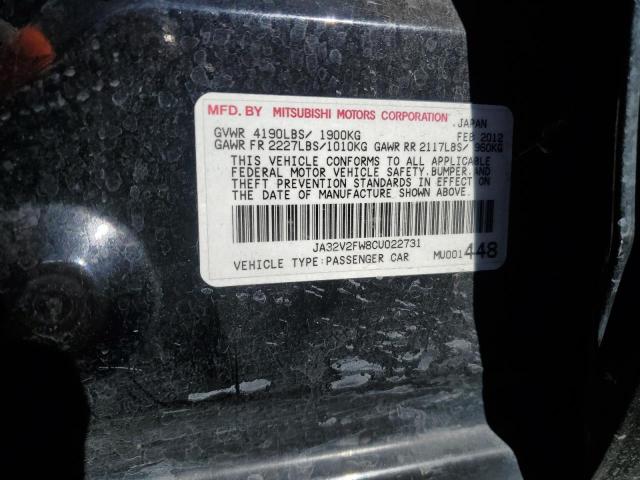 MFD. BY MITSUBISHI MOTORS CORPORATION
JAPAN
GVWR 4190LBS/ 1900KG FEB 2012
GAWR FR 2227LBS/1010KG GAWR RR 2117LBS/ 960KG
THIS VEHICLE CONFORMS TO ALL APPLICABLE
FEDERAL MOTOR VEHICLE SAFETY, BUMPER, AND
THEFT PREVENTION STANDARDS IN EFFECT ON
THE DATE OF MANUFACTURE SHOWN ABOVE.
JA32V2FW8CU022731
VEHICLE TYPE:PASSENGER CAR MU001448